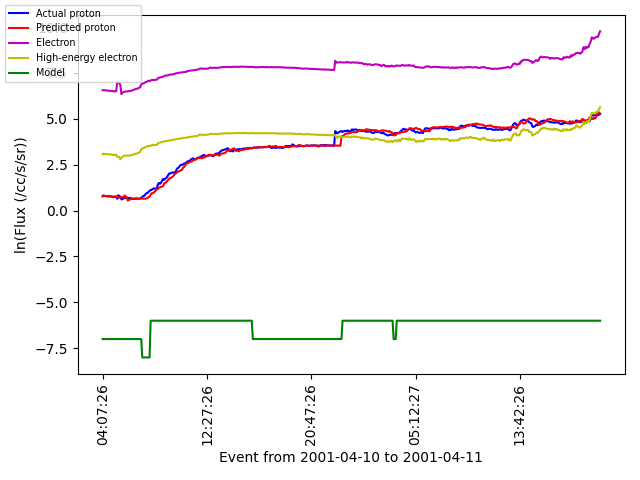 Actual proton
Predicted proton
Electron
High-energy electron
Model
5.0
2.5
0.0
−2.5
−5.0
−7.5
ln(Flux (/cc/s/sr))
04:07:26
12:27:26
20:47:26
05:12:27
13:42:26
Event from 2001-04-10 to 2001-04-11